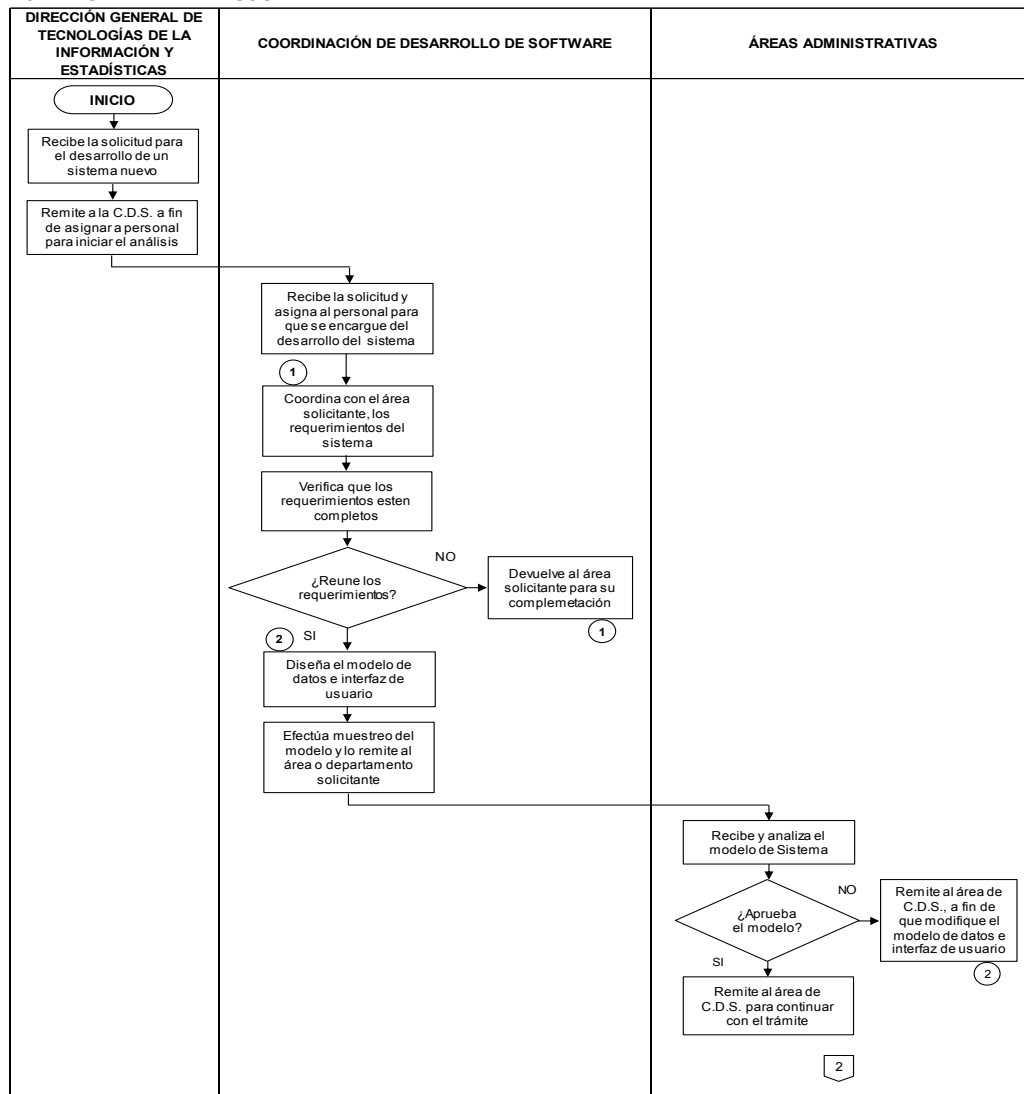 DIRECCIÓN GENERAL DE
TECNOLOGÍAS DE LA
INFORMACIÓN Y
ESTADÍSTICAS
COORDINACIÓN DE DESARROLLO DE SOFTWARE
ÁREAS ADMINISTRATIVAS
INICIO
Recibe la solicitud para
el desarrollo de un
sistema nuevo
Remite a la C.D.S. a fin
de asignar a personal
para iniciar el análisis
Recibe la solicitud y
asigna al personal para
que se encargue del
desarrollo del sistema
1
Coordina con el área
solicitante, los
requerimientos del
sistema
Verifica que los
requerimientos esten
completos
¿Reune los
requerimientos?
NO
Devuelve al área
solicitante para su
complemetación
1
2
SI
Diseña el modelo de
datos e interfaz de
usuario
Efectúa muestreo del
modelo y lo remite al
área o departamento
solicitante
Recibe y analiza el
modelo de Sistema
¿Aprueba
el modelo?
NO
Remite al área de
C.D.S., a fin de
que modifique el
modelo de datos e
interfaz de usuario
2
SI
Remite al área de
C.D.S. para continuar
con el trámite
2